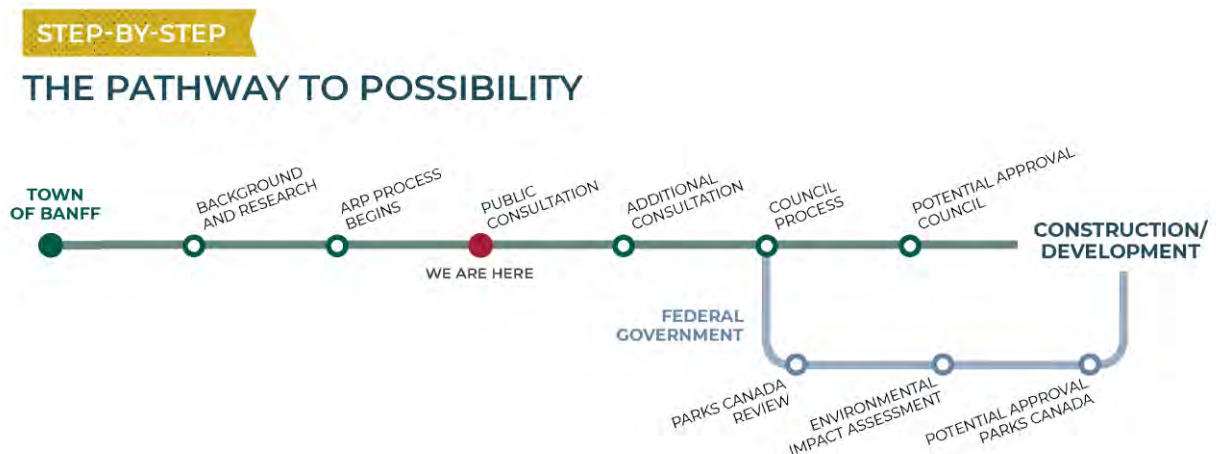 STEP-BY-STEP
THE PATHWAY TO POSSIBILITY
TOWN
OF BANFF
BACKGROUND
AND RESEARCH
ARP PROCESS
BEGINS
PUBLIC
CONSULTATION
WE ARE HERE
ADDITIONAL
CONSULTATION
COUNCIL
PROCESS
POTENTIAL APPROVAL
COUNCIL
CONSTRUCTION/
DEVELOPMENT
FEDERAL
GOVERNMENT
PARKS CANADA
REVIEW
ENVIRONMENTAL
IMPACT ASSESSMENT
POTENTIAL APPROVAL
PARKS CANADA